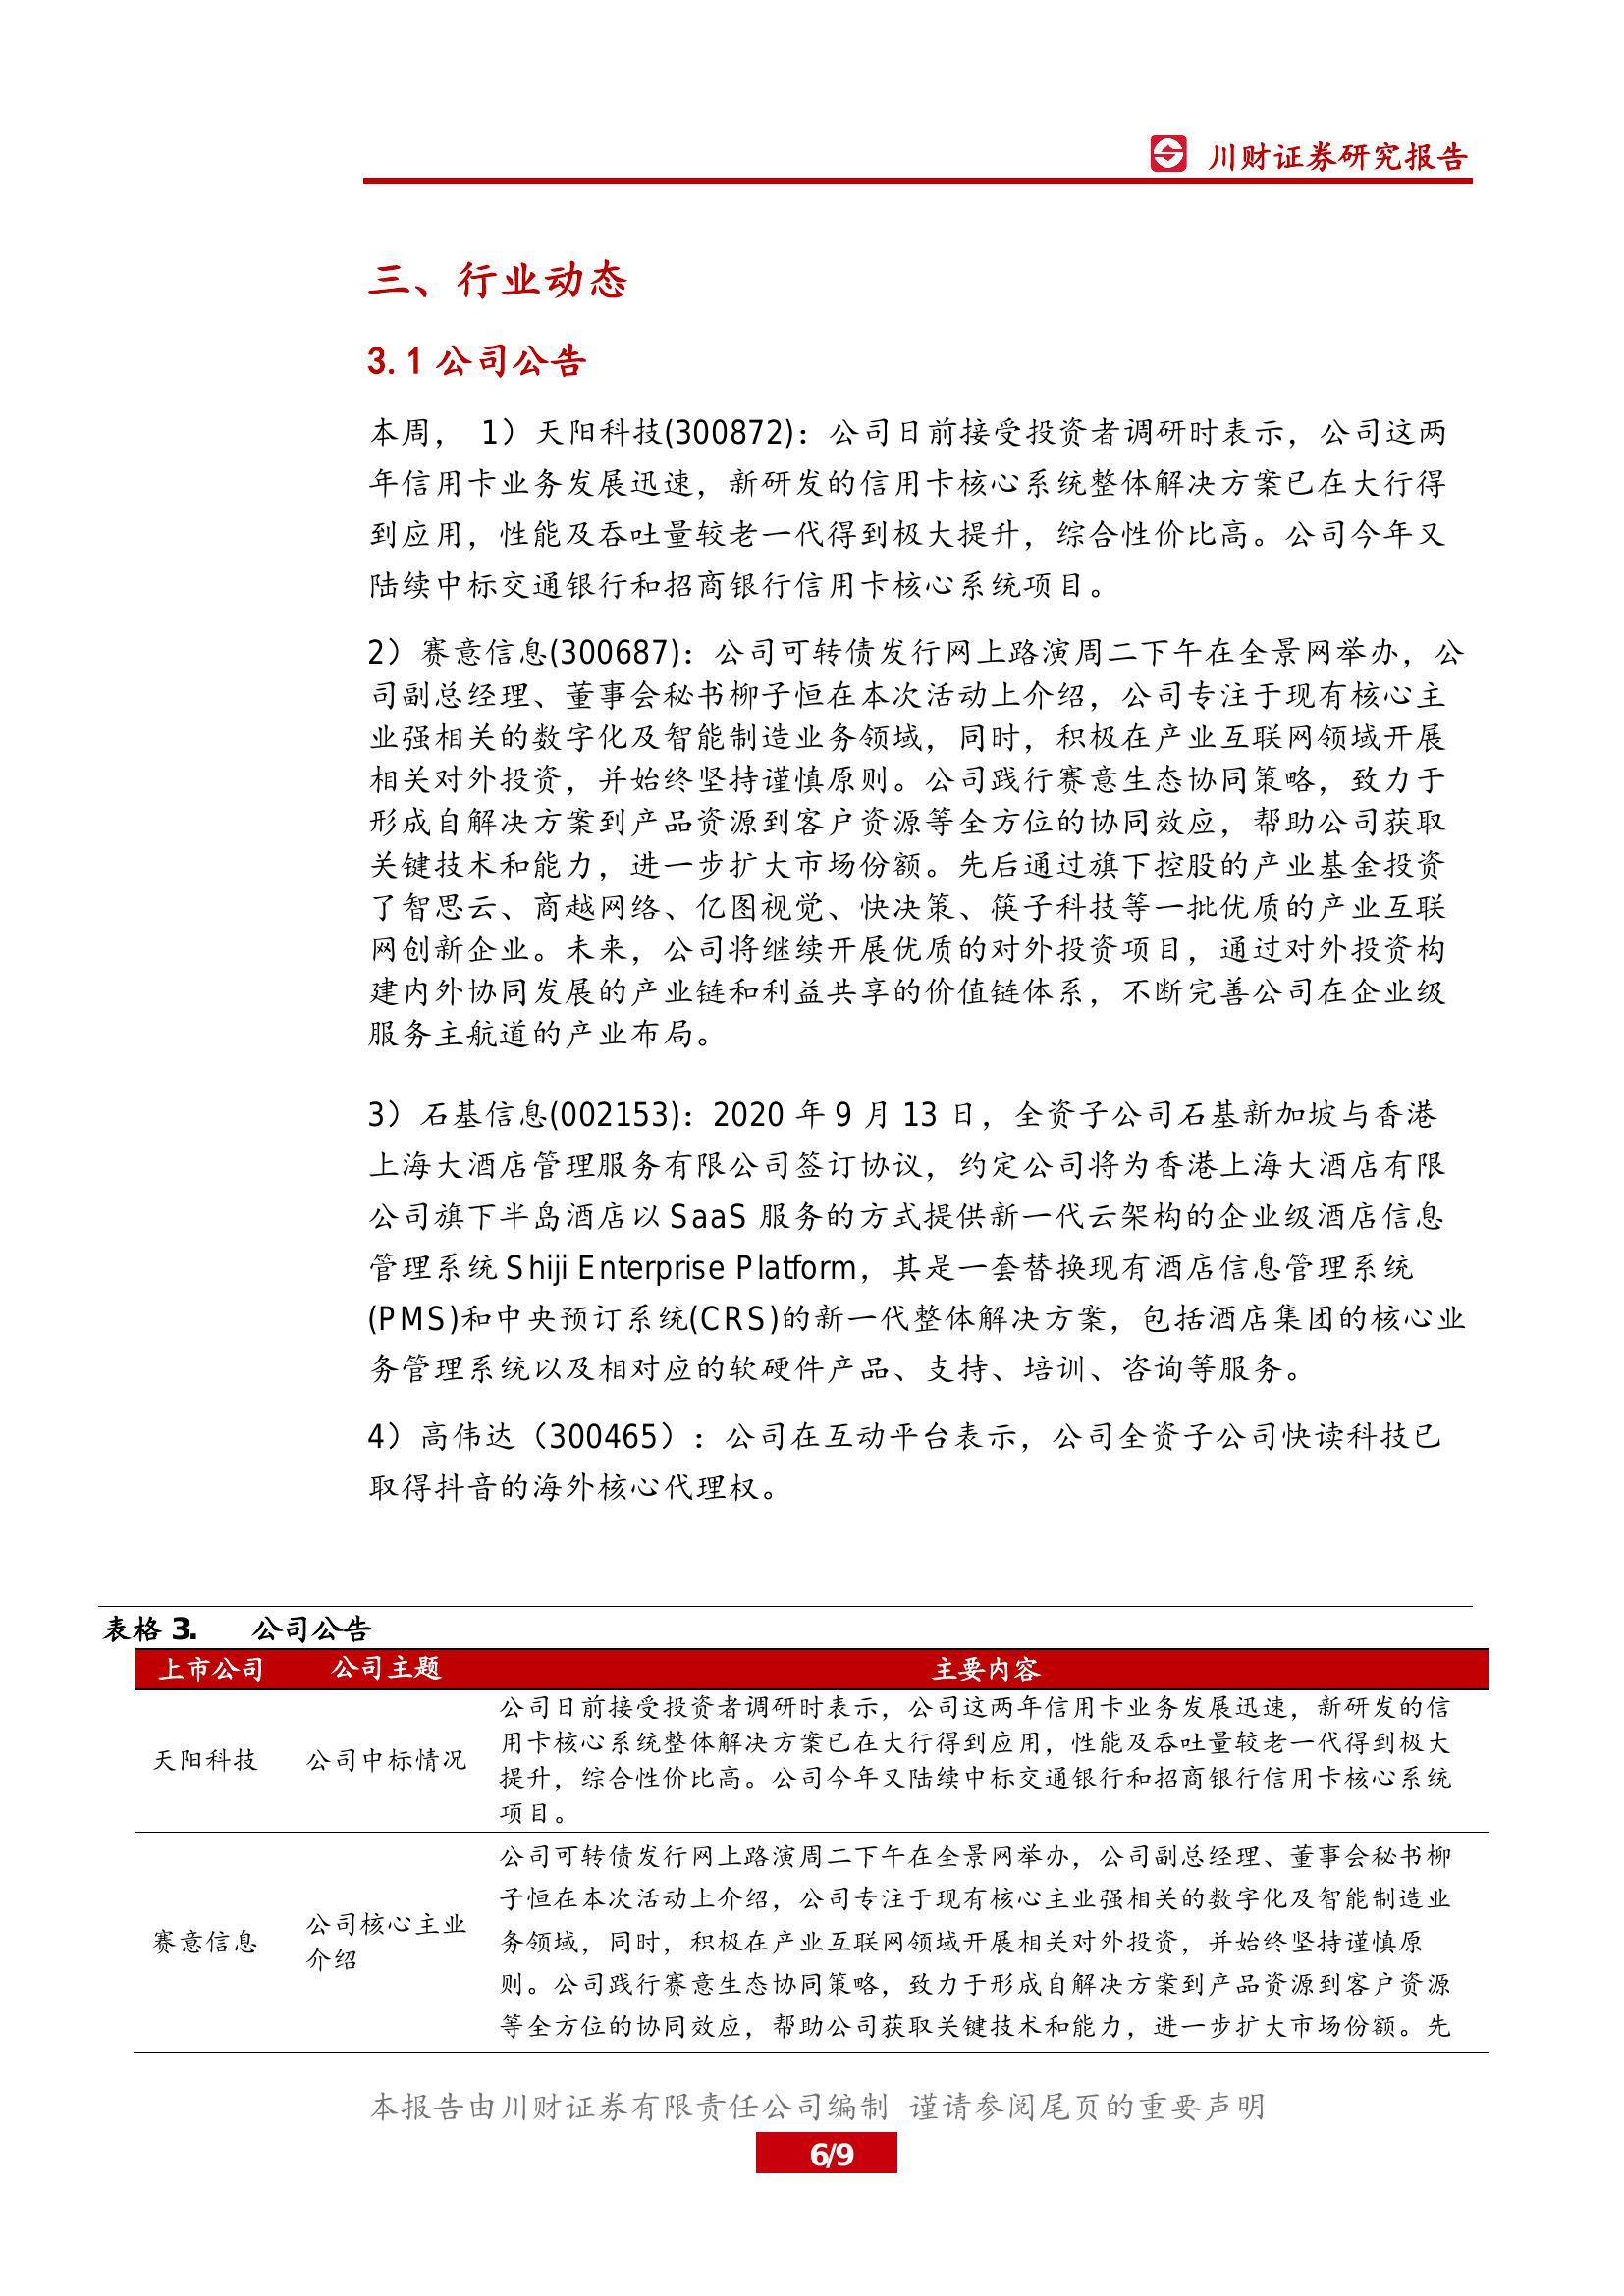 川财证券研究报告
三、行业动态
3.1 公司公告
本周， 1）天阳科技(300872)：公司日前接受投资者调研时表示，公司这两
年信用卡业务发展迅速，新研发的信用卡核心系统整体解决方案已在大行得
到应用，性能及吞吐量较老一代得到极大提升，综合性价比高。公司今年又
陆续中标交通银行和招商银行信用卡核心系统项目。
2）赛意信息(300687)：公司可转债发行网上路演周二下午在全景网举办，公
司副总经理、董事会秘书柳子恒在本次活动上介绍，公司专注于现有核心主
业强相关的数字化及智能制造业务领域，同时，积极在产业互联网领域开展
相关对外投资，并始终坚持谨慎原则。公司践行赛意生态协同策略，致力于
形成自解决方案到产品资源到客户资源等全方位的协同效应，帮助公司获取
关键技术和能力，进一步扩大市场份额。先后通过旗下控股的产业基金投资
了智思云、商越网络、亿图视觉、快决策、筷子科技等一批优质的产业互联
网创新企业。未来，公司将继续开展优质的对外投资项目，通过对外投资构
建内外协同发展的产业链和利益共享的价值链体系，不断完善公司在企业级
服务主航道的产业布局。
3）石基信息(002153)：2020 年 9 月 13 日，全资子公司石基新加坡与香港
上海大酒店管理服务有限公司签订协议，约定公司将为香港上海大酒店有限
公司旗下半岛酒店以 SaaS 服务的方式提供新一代云架构的企业级酒店信息
管理系统 Shiji Enterprise Platform，其是一套替换现有酒店信息管理系统
(PMS)和中央预订系统(CRS)的新一代整体解决方案，包括酒店集团的核心业
务管理系统以及相对应的软硬件产品、支持、培训、咨询等服务。
4）高伟达（300465）：公司在互动平台表示，公司全资子公司快读科技已
取得抖音的海外核心代理权。
表格 3. 公司公告
上市公司 公司主题 主要内容
公司日前接受投资者调研时表示，公司这两年信用卡业务发展迅速，新研发的信
用卡核心系统整体解决方案已在大行得到应用，性能及吞吐量较老一代得到极大
天阳科技 公司中标情况
提升，综合性价比高。公司今年又陆续中标交通银行和招商银行信用卡核心系统
项目。
公司可转债发行网上路演周二下午在全景网举办，公司副总经理、董事会秘书柳
子恒在本次活动上介绍，公司专注于现有核心主业强相关的数字化及智能制造业
赛意信息
公司核心主业
介绍
务领域，同时，积极在产业互联网领域开展相关对外投资，并始终坚持谨慎原
则。公司践行赛意生态协同策略，致力于形成自解决方案到产品资源到客户资源
等全方位的协同效应，帮助公司获取关键技术和能力，进一步扩大市场份额。先
本报告由川财证券有限责任公司编制 谨请参阅尾页的重要声明
6/9